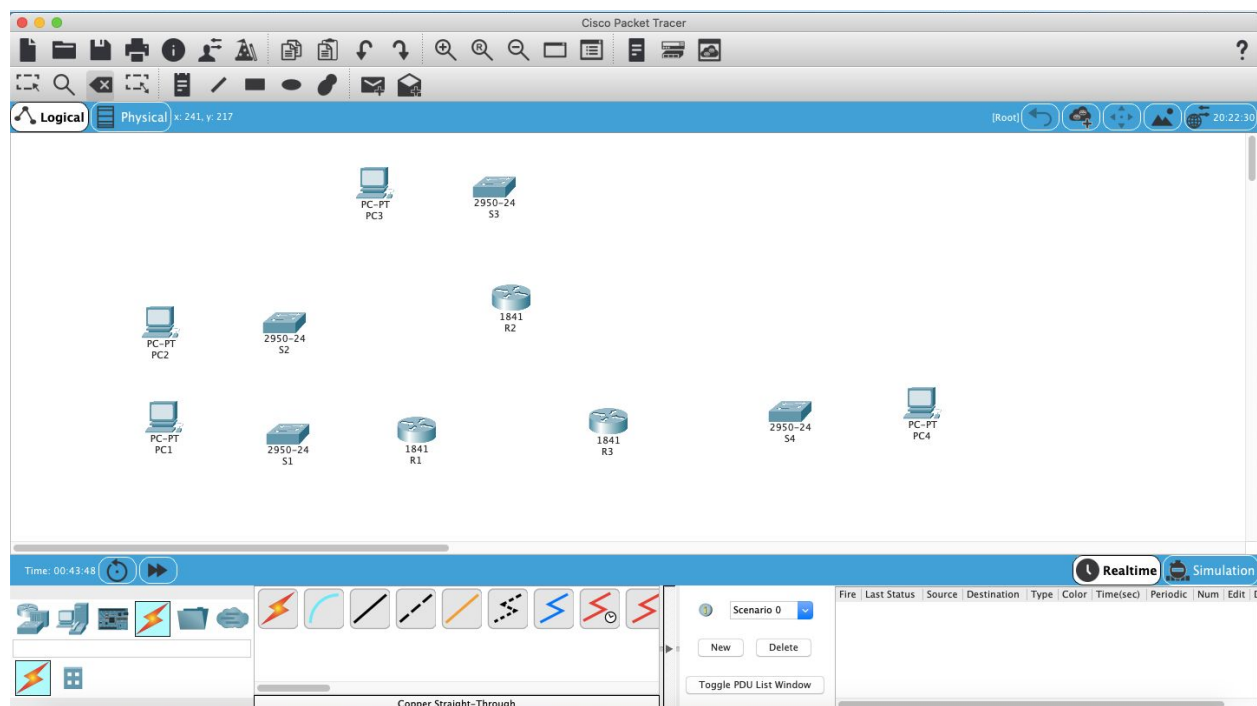 Cisco Packet Tracer
?
Logical Physical x: 241, y: 217 [Root] 20:22:30
PC-PT
PC3
2950-24
S3
1841
R2
PC-PT
PC2
2950-24
S2
PC-PT
PC1
2950-24
S1
1841
R1
1841
R3
2950-24
S4
PC-PT
PC4
Time: 00:43:48 Realtime Simulation
Scenario 0
New Delete
Toggle PDU List Window
Fire Last Status Source Destination Type Color Time(sec) Periodic Num Edit
Copper Straight-Through